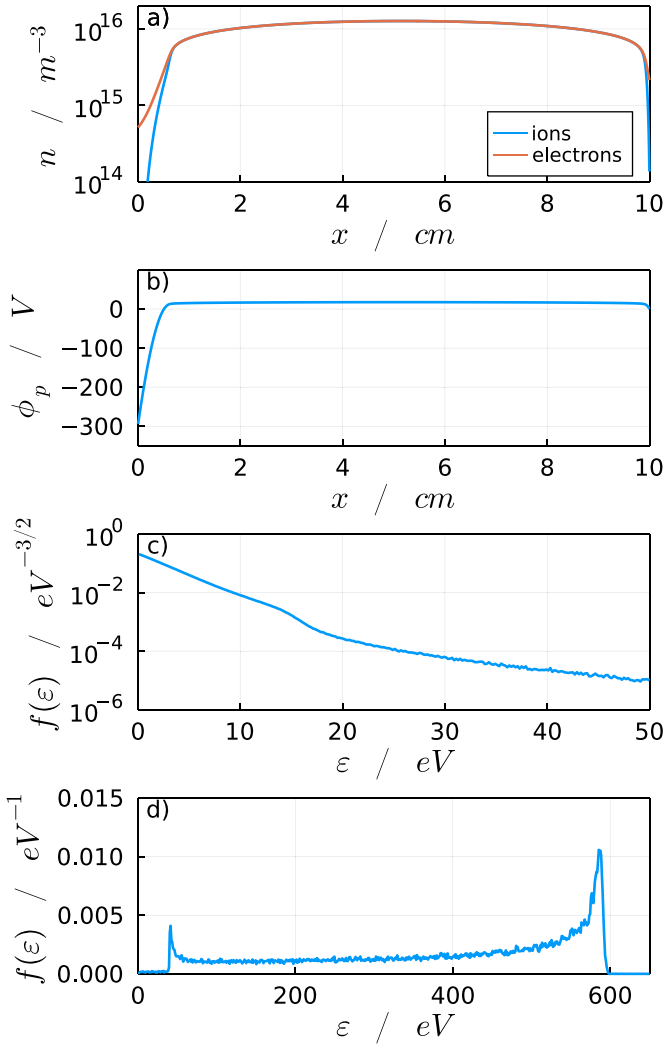 a)
10^16
10^15
10^14
n / m^−3
ions
electrons
0 2 4 6 8 10
x / cm
b)
0
−100
−200
−300
ϕ_p / V
0 2 4 6 8 10
x / cm
c)
10^0
10^−2
10^−4
10^−6
f(ε) / eV^−3/2
0 10 20 30 40 50
ε / eV
d)
0.015
0.010
0.005
0.000
f(ε) / eV^−1
0 200 400 600
ε / eV